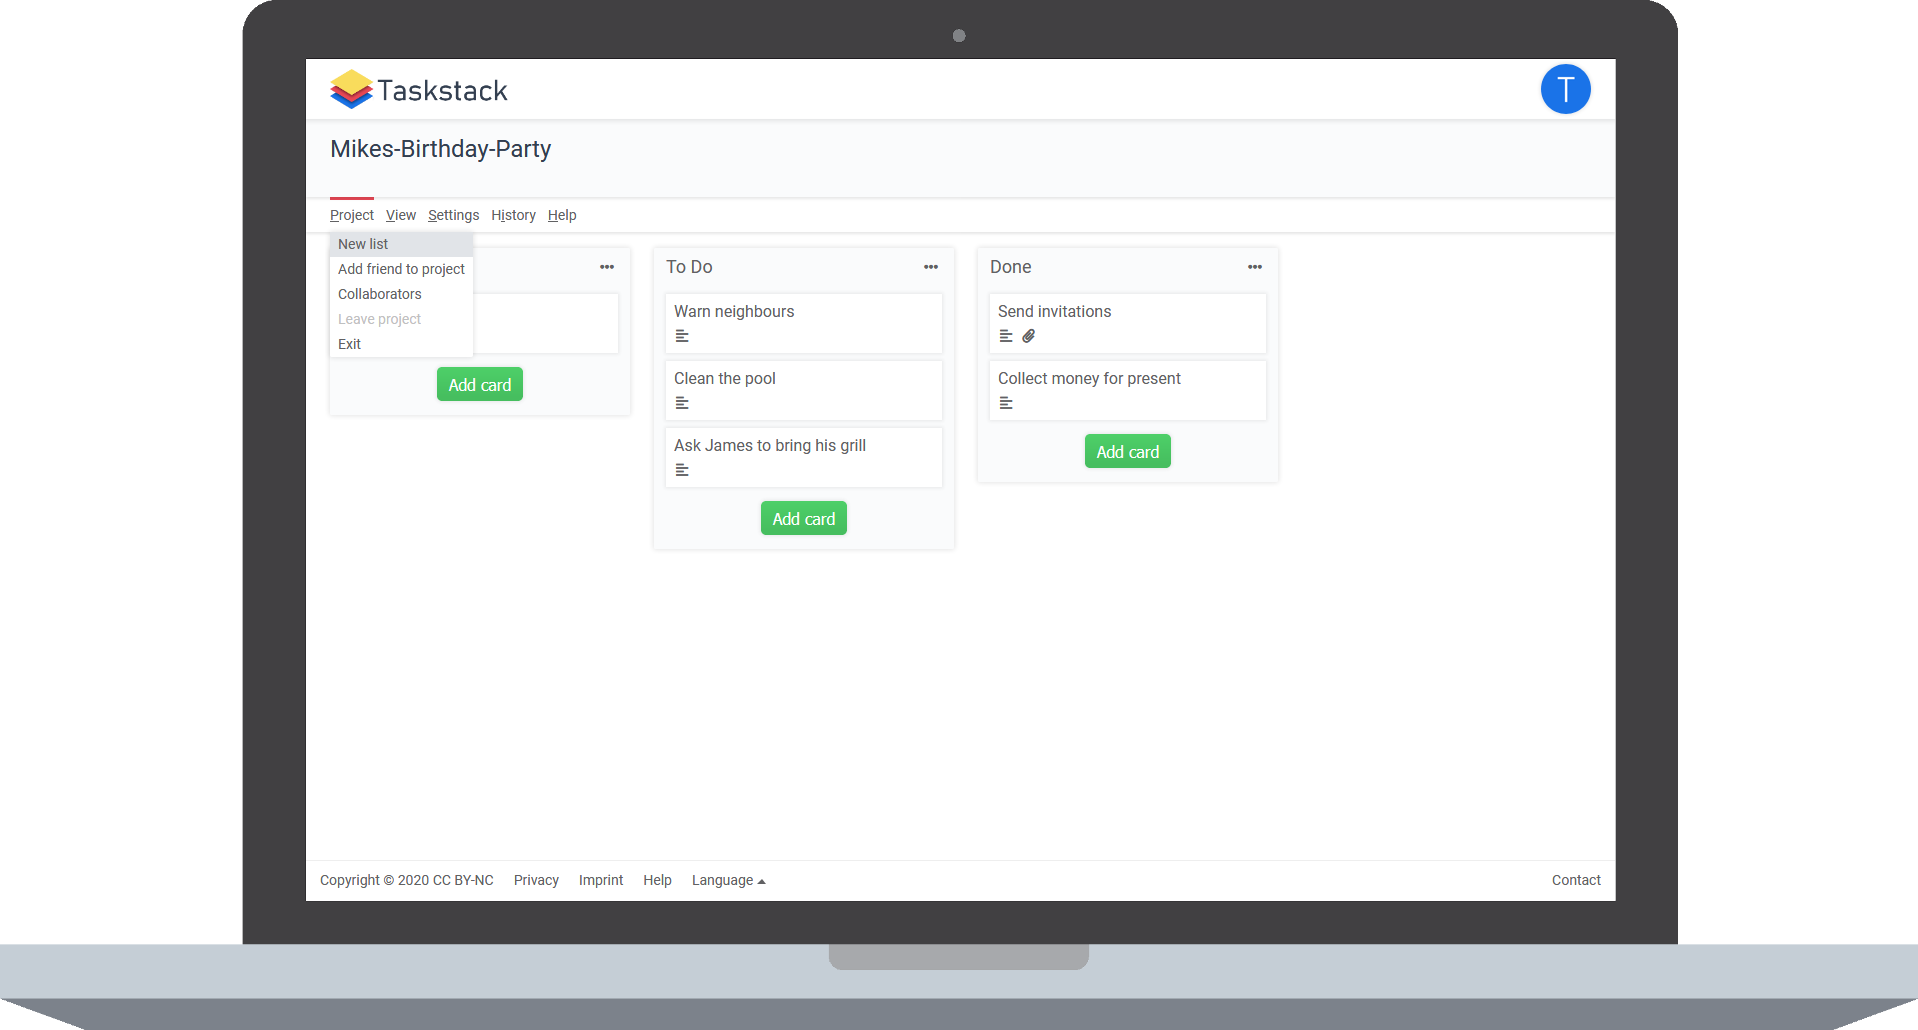 Taskstack
T
Mikes-Birthday-Party
Project View Settings History Help
New list
Add friend to project
Collaborators
Leave project
Exit
Add card
To Do
Warn neighbours
Clean the pool
Ask James to bring his grill
Add card
Done
Send invitations
Collect money for present
Add card
Copyright © 2020 CC BY-NC Privacy Imprint Help Language Contact